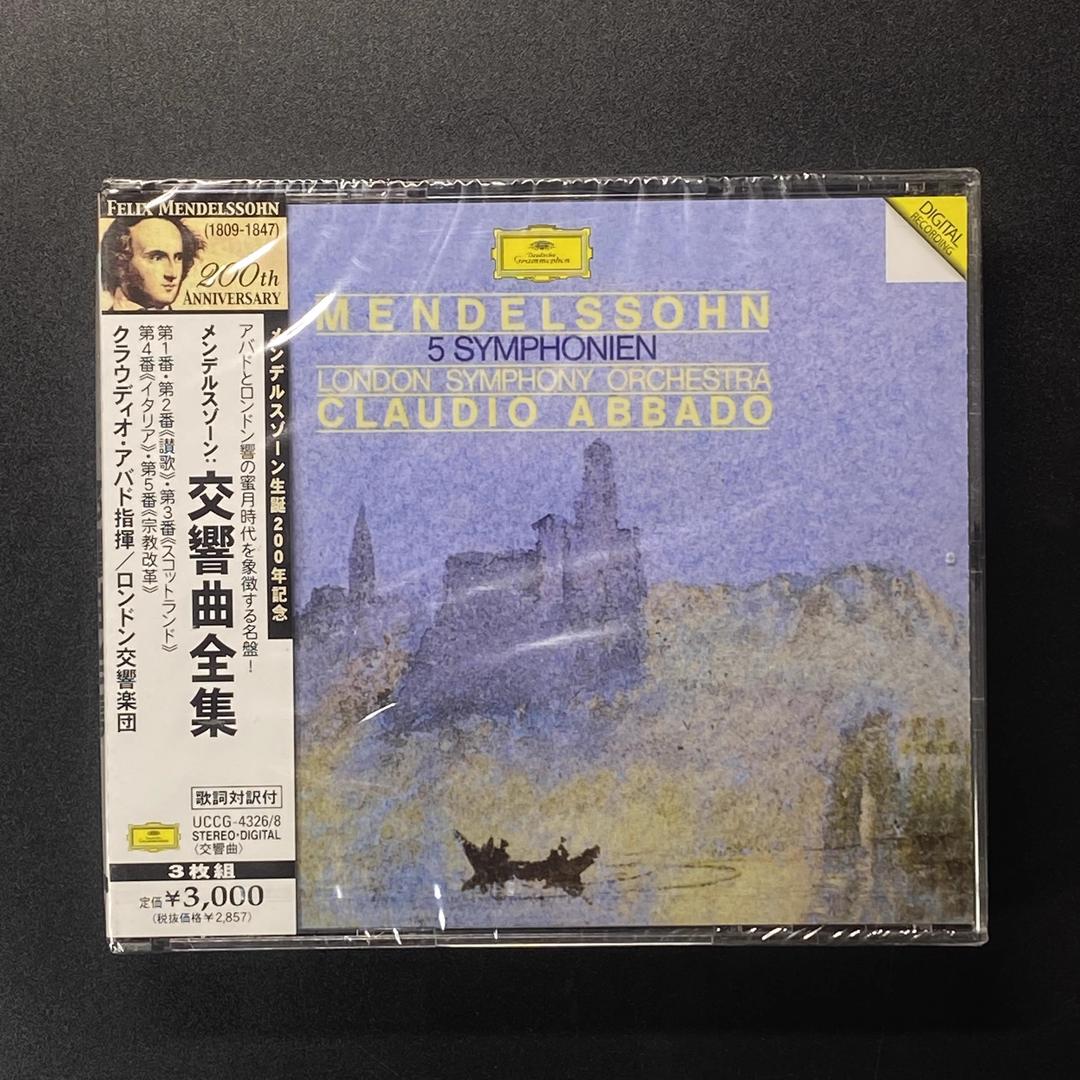 FELIX MENDELSSOHN
(1809-1847)
200th
ANNIVERSARY
メンデルスゾーン生誕200年記念
アバドとロンドン響の蜜月時代を象徴する名盤!
メンデルスゾーン:
交響曲全集
第1番・第2番《讃歌》・第3番《スコットランド》
第4番《イタリア》・第5番《宗教改革》
クラウディオ・アバド指揮/ロンドン交響楽団
歌詞対訳付
UCCG-4326/8
STEREO・DIGITAL
〈交響曲〉
Deutsche
Grammophon
3枚組
定価¥3,000
(税抜価格¥2,857)
Deutsche
Grammophon
DIGITAL
RECORDING
MENDELSSOHN
5 SYMPHONIEN
LONDON SYMPHONY ORCHESTRA
CLAUDIO ABBADO